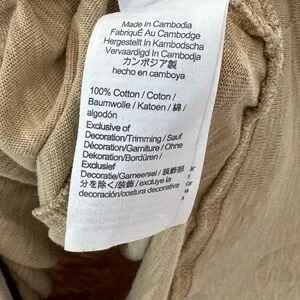 Made In Cambodia
FabriquÉ Au Cambodge
Hergestellt In Kambodscha
Vervaardigd In Cambodja
カンボジア製
hecho en camboya
100% Cotton / Coton /
Baumwolle / Katoen / 綿 /
algodón
Exclusive of
Decoration/Trimming / Sauf
Décoration/Garniture / Ohne
Dekoration/Bordüren /
Exclusief
Decoratie/Garneersel / 装飾部
分を除く/装飾 / excluye la
decoración/costura decorativa